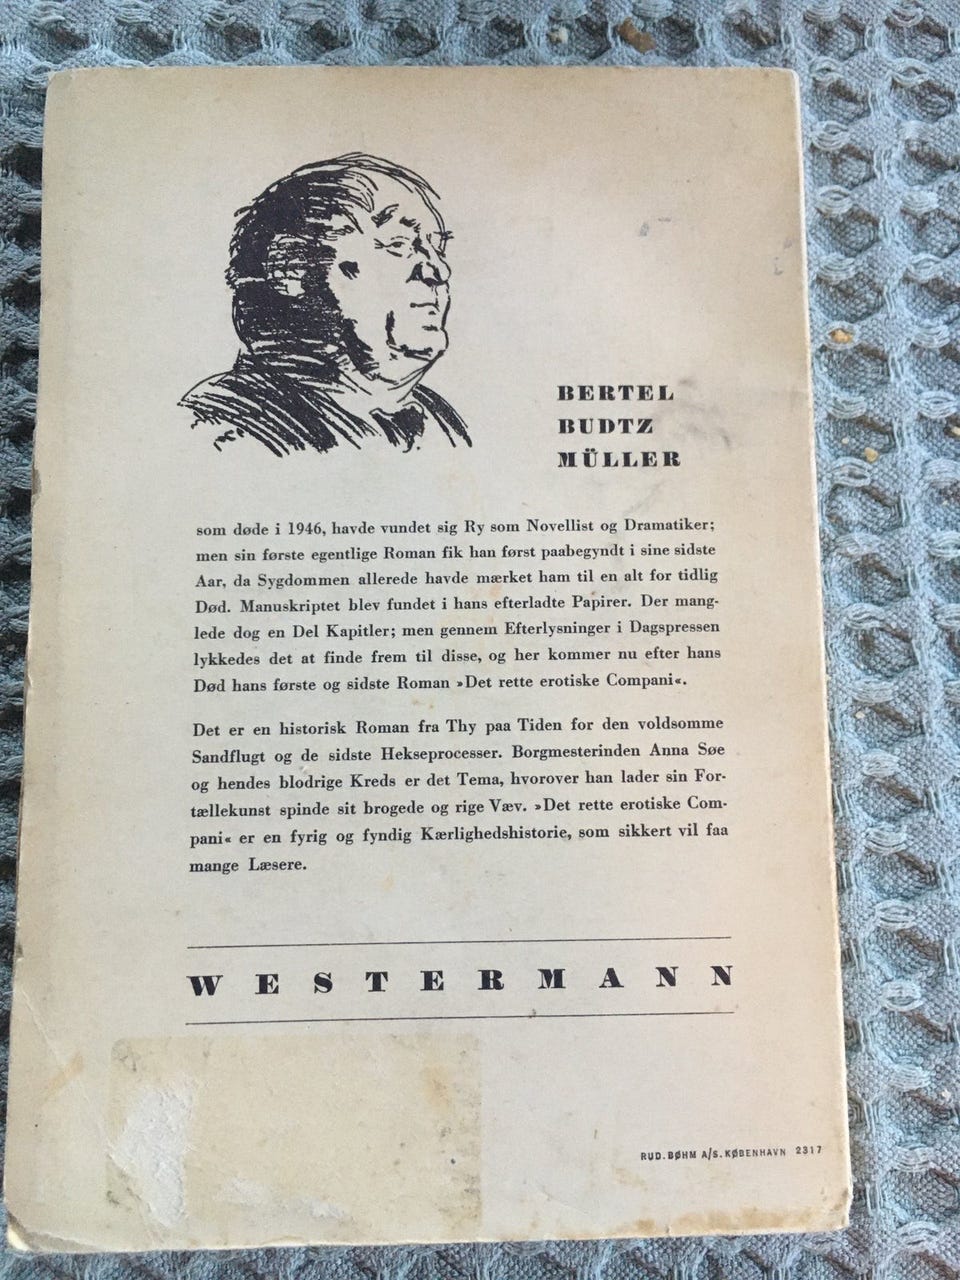 BERTEL
BUDTZ
MÜLLER
som døde i 1946, havde vundet sig Ry som Novellist og Dramatiker;
men sin første egentlige Roman fik han først paabegyndt i sine sidste
Aar, da Sygdommen allerede havde mærket ham til en alt for tidlig
Død. Manuskriptet blev fundet i hans efterladte Papirer. Der mang-
lede dog en Del Kapitler; men gennem Efterlysninger i Dagspressen
lykkedes det at finde frem til disse, og her kommer nu efter hans
Død hans første og sidste Roman »Det rette erotiske Compani«.
Det er en historisk Roman fra Thy paa Tiden for den voldsomme
Sandflugt og de sidste Hekseprocesser. Borgmesterinden Anna Søe
og hendes blodrige Kreds er det Tema, hvorover han lader sin For-
tællekunst spinde sit brogede og rige Væv. »Det rette erotiske Com-
pani« er en fyrig og fyndig Kærlighedshistorie, som sikkert vil faa
mange Læsere.
WESTERMANN
RUD. BØHM A/S. KØBENHAVN 2317